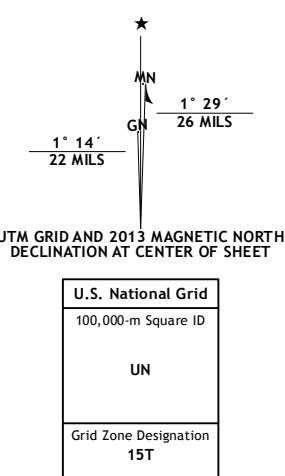 ★
MN
GN
1° 29´
26 MILS
1° 14´
22 MILS
UTM GRID AND 2013 MAGNETIC NORTH
DECLINATION AT CENTER OF SHEET
U.S. National Grid
100,000-m Square ID
UN
Grid Zone Designation
15T